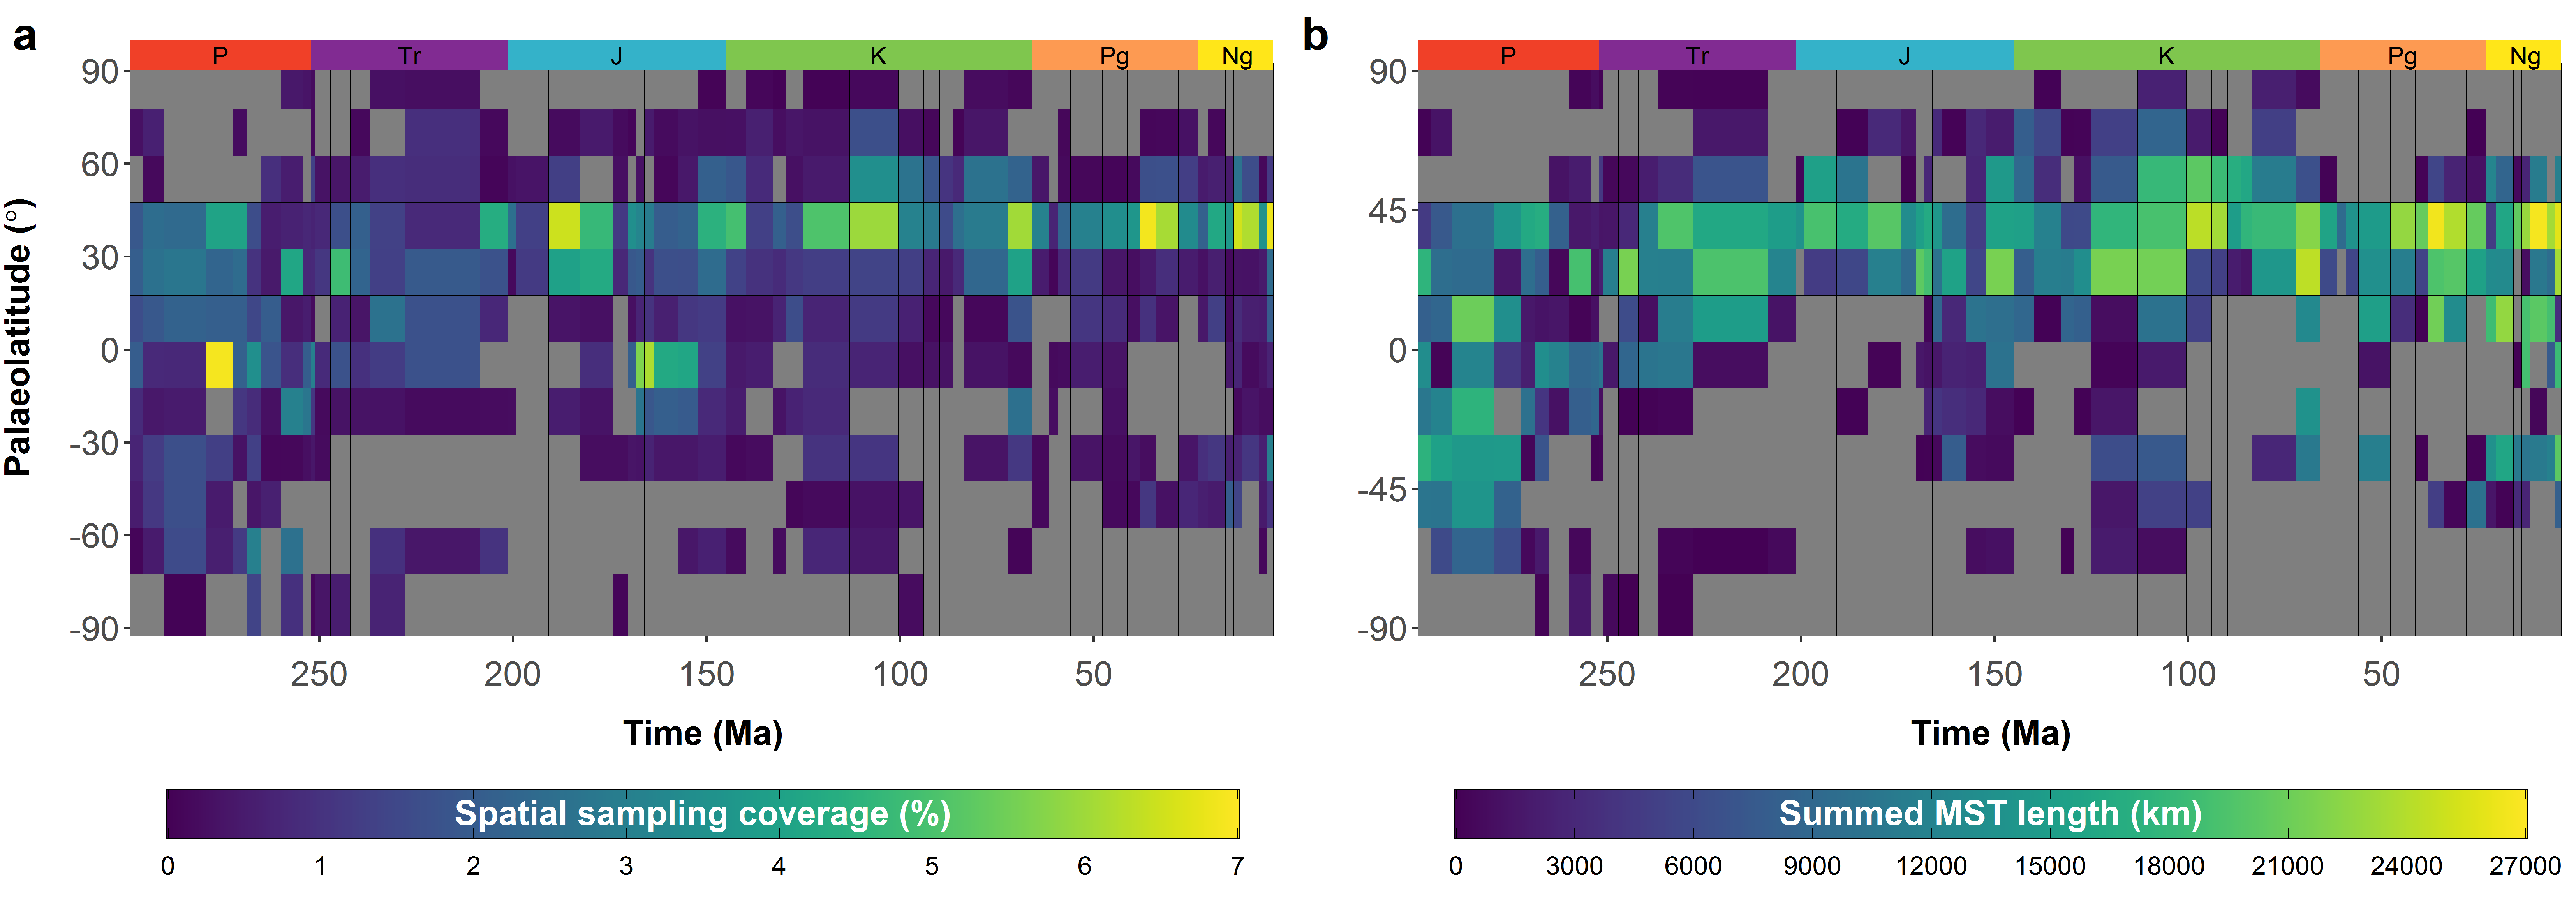 a
P Tr J K Pg Ng
90
60
30
0
-30
-60
-90
Palaeolatitude (°)
250 200 150 100 50
Time (Ma)
Spatial sampling coverage (%)
0 1 2 3 4 5 6 7
b
P Tr J K Pg Ng
90
45
0
-45
-90
250 200 150 100 50
Time (Ma)
Summed MST length (km)
0 3000 6000 9000 12000 15000 18000 21000 24000 27000